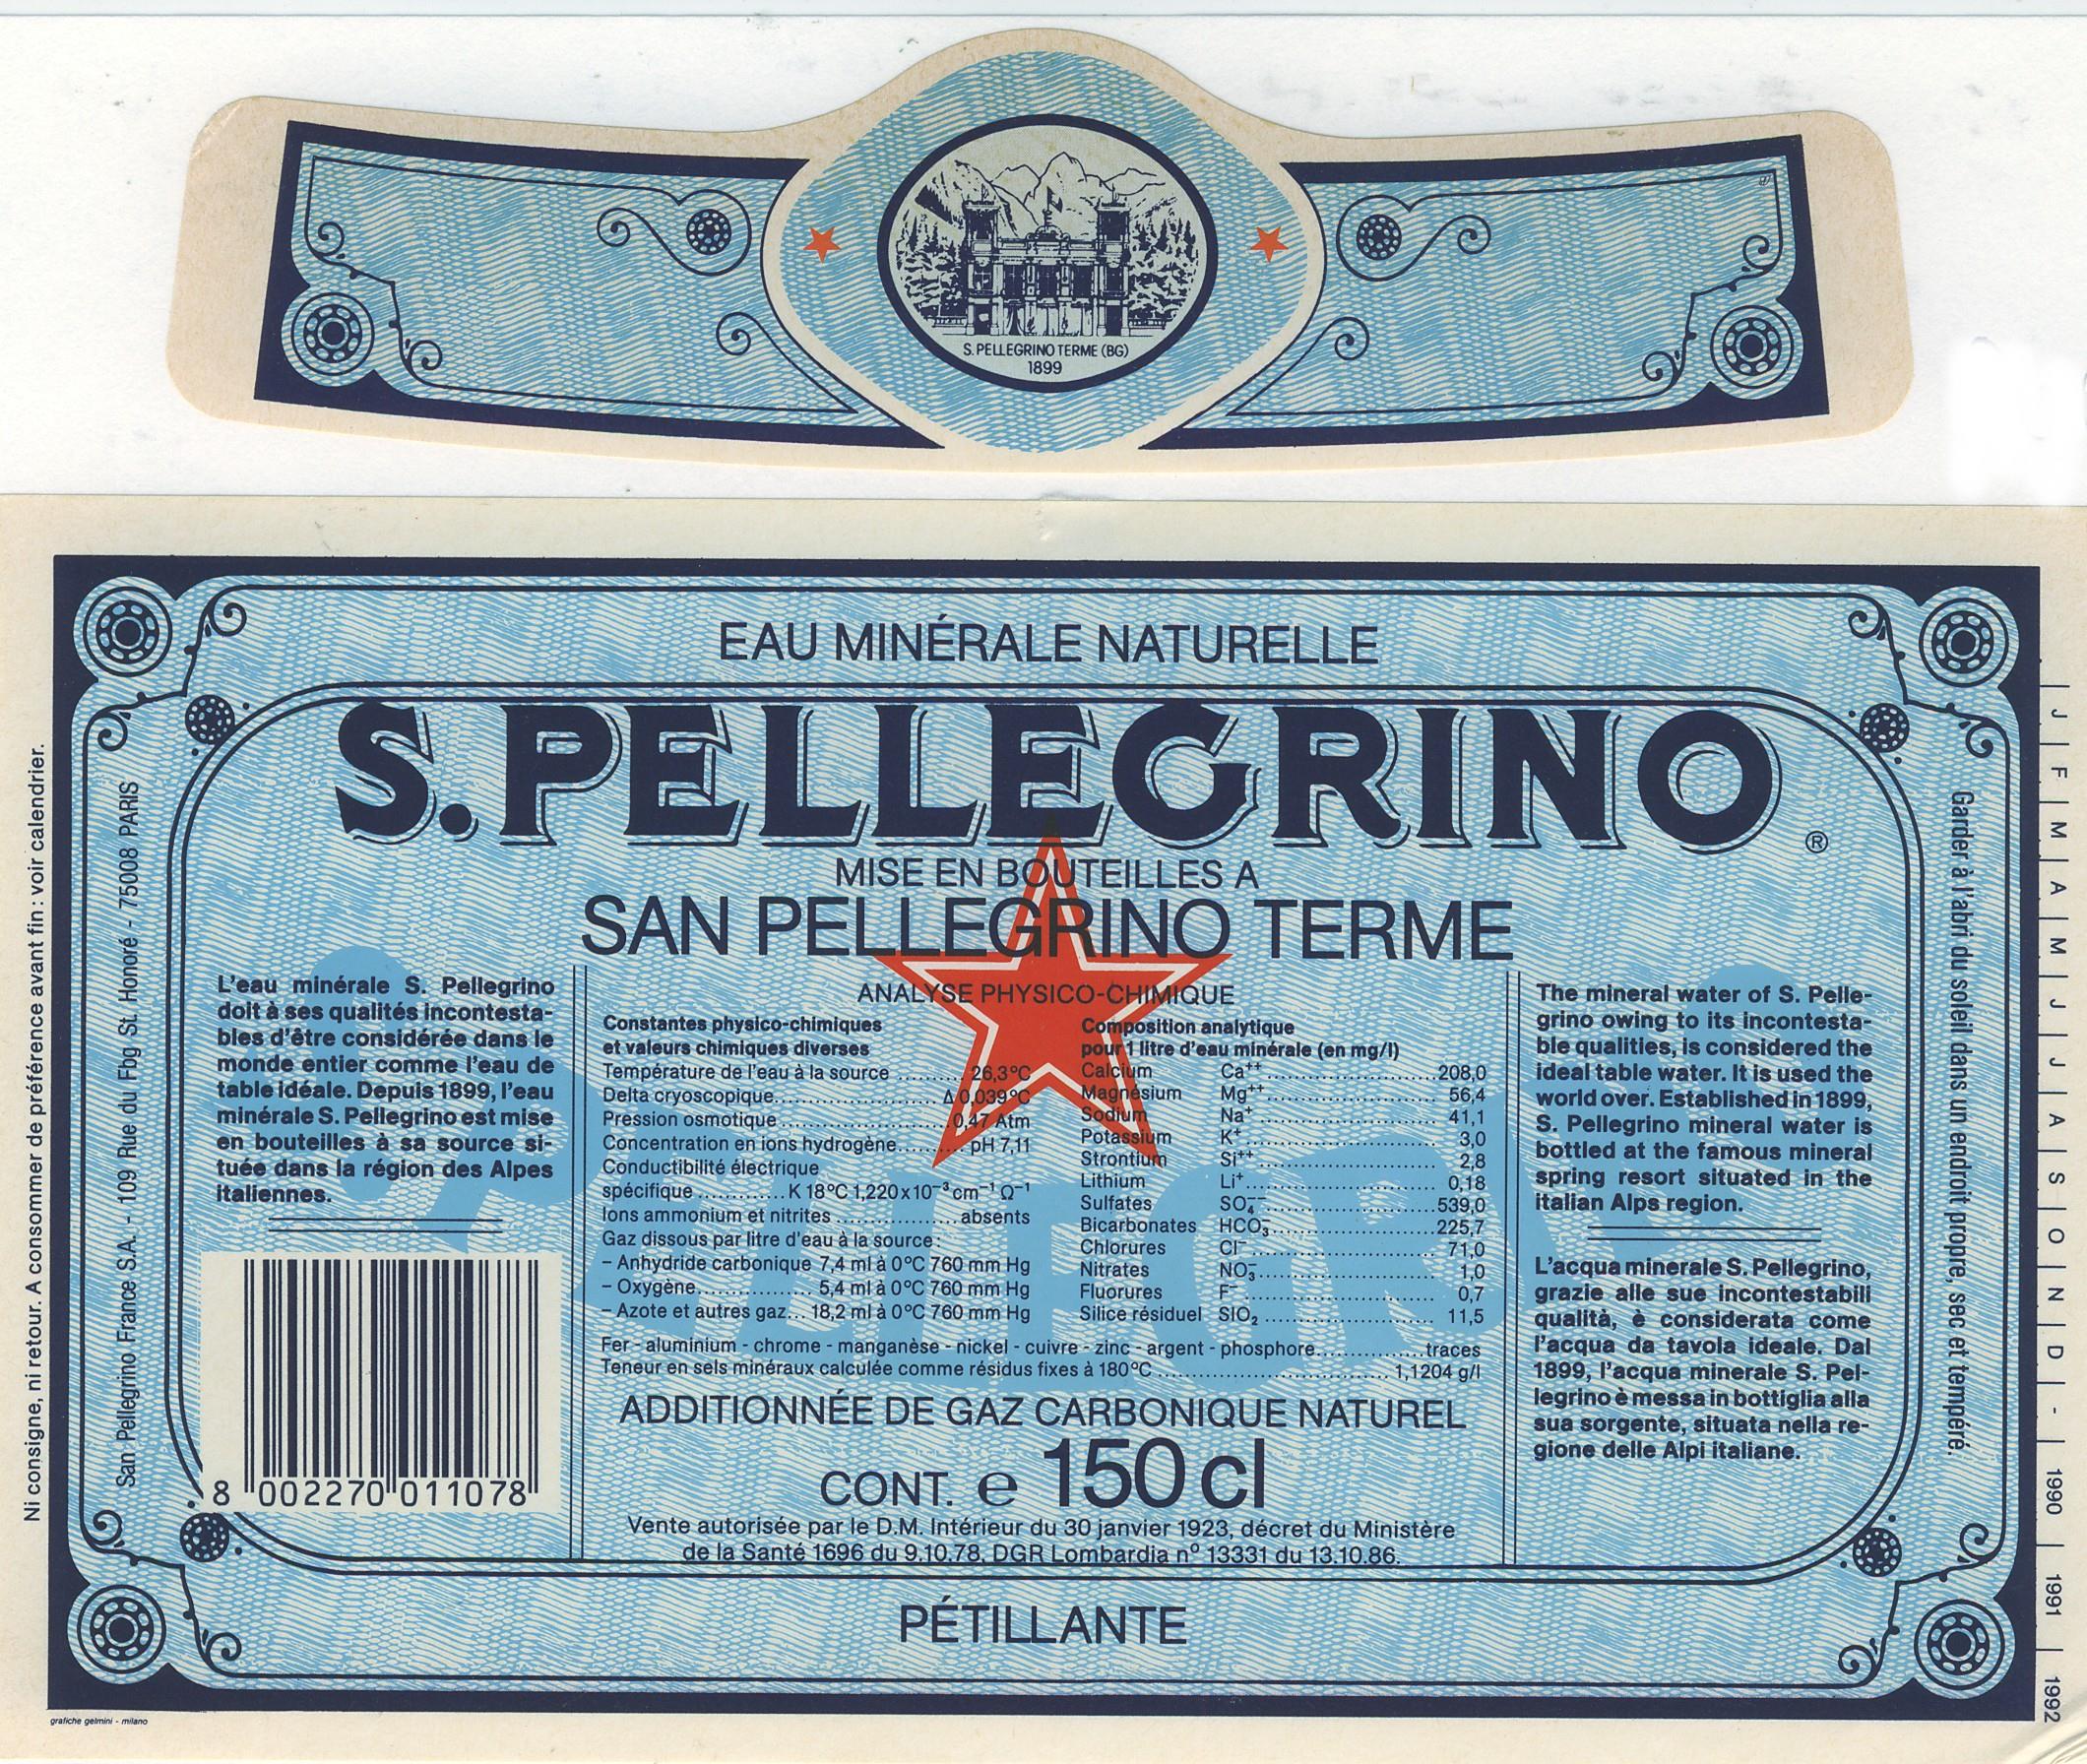 S. PELLEGRINO TERME (BG)
1899
EAU MINÉRALE NATURELLE
S.PELLEGRINO
®
MISE EN BOUTEILLES A
SAN PELLEGRINO TERME
ANALYSE PHYSICO-CHIMIQUE
L'eau minérale S. Pellegrino
doit à ses qualités incontesta-
bles d'être considérée dans le
monde entier comme l'eau de
table idéale. Depuis 1899, l'eau
minérale S. Pellegrino est mise
en bouteilles à sa source si-
tuée dans la région des Alpes
italiennes.
8 002270 011078
Constantes physico-chimiques
et valeurs chimiques diverses
Température de l'eau à la source .......... 26,3°C
Delta cryoscopique........................ Δ 0,039°C
Pression osmotique ........................ 0,47 Atm
Concentration en ions hydrogène.......... pH 7,11
Conductibilité électrique
spécifique ............. K 18°C 1,220x10⁻³ cm⁻¹ Ω⁻¹
Ions ammonium et nitrites .................. absents
Gaz dissous par litre d'eau à la source:
– Anhydride carbonique 7,4 ml à 0°C 760 mm Hg
– Oxygène................. 5,4 ml à 0°C 760 mm Hg
– Azote et autres gaz... 18,2 ml à 0°C 760 mm Hg
Composition analytique
pour 1 litre d'eau minérale (en mg/l)
Calcium Ca⁺⁺ ........................ 208,0
Magnésium Mg⁺⁺ ........................ 56,4
Sodium Na⁺ ........................ 41,1
Potassium K⁺ ........................ 3,0
Strontium Si⁺⁺ ........................ 2,8
Lithium Li⁺ ........................ 0,18
Sulfates SO₄⁻⁻ ........................ 539,0
Bicarbonates HCO₃⁻ ........................ 225,7
Chlorures Cl⁻ ........................ 71,0
Nitrates NO₃⁻ ........................ 1,0
Fluorures F⁻ ........................ 0,7
Silice résiduel SIO₂ ........................ 11,5
Fer - aluminium - chrome - manganèse - nickel - cuivre - zinc - argent - phosphore.................. traces
Teneur en sels minéraux calculée comme résidus fixes à 180°C .................................. 1,1204 g/l
ADDITIONNÉE DE GAZ CARBONIQUE NATUREL
CONT. e 150 cl
Vente autorisée par le D.M. Intérieur du 30 janvier 1923, décret du Ministère
de la Santé 1696 du 9.10.78, DGR Lombardia nº 13331 du 13.10.86.
PÉTILLANTE
The mineral water of S. Pelle-
grino owing to its incontesta-
ble qualities, is considered the
ideal table water. It is used the
world over. Established in 1899,
S. Pellegrino mineral water is
bottled at the famous mineral
spring resort situated in the
italian Alps region.
L'acqua minerale S. Pellegrino,
grazie alle sue incontestabili
qualità, è considerata come
l'acqua da tavola ideale. Dal
1899, l'acqua minerale S. Pel-
legrino è messa in bottiglia alla
sua sorgente, situata nella re-
gione delle Alpi italiane.
Ni consigne, ni retour. A consommer de préférence avant fin : voir calendrier.
San Pellegrino France S.A. - 109 Rue du Fbg St. Honoré - 75008 PARIS
Garder à l'abri du soleil dans un endroit propre, sec et tempéré.
| J | F | M | A | M | J | J | A | S | O | N | D | - | 1990 | 1991 | 1992
grafiche gelmini - milano